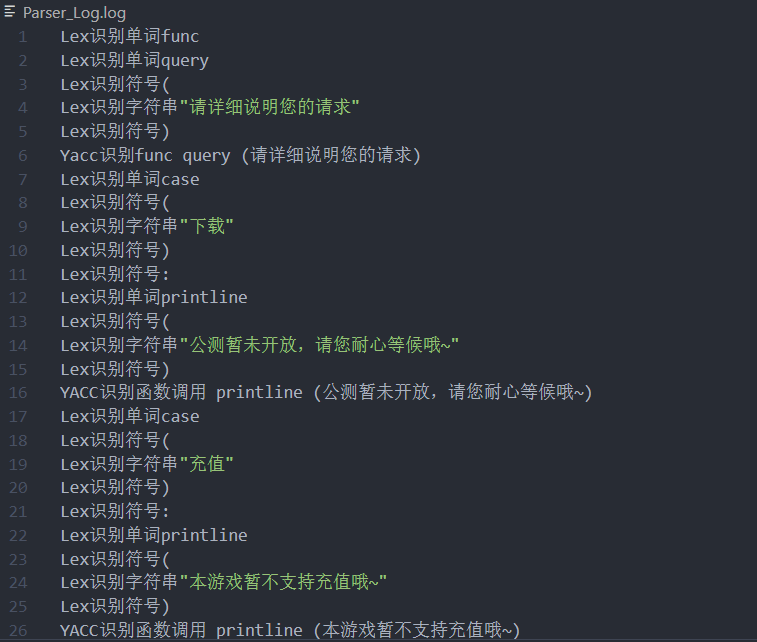 Parser_Log.log
1 Lex识别单词func
2 Lex识别单词query
3 Lex识别符号(
4 Lex识别字符串"请详细说明您的请求"
5 Lex识别符号)
6 Yacc识别func query (请详细说明您的请求)
7 Lex识别单词case
8 Lex识别符号(
9 Lex识别字符串"下载"
10 Lex识别符号)
11 Lex识别符号:
12 Lex识别单词printline
13 Lex识别符号(
14 Lex识别字符串"公测暂未开放，请您耐心等候哦~"
15 Lex识别符号)
16 YACC识别函数调用 printline (公测暂未开放，请您耐心等候哦~)
17 Lex识别单词case
18 Lex识别符号(
19 Lex识别字符串"充值"
20 Lex识别符号)
21 Lex识别符号:
22 Lex识别单词printline
23 Lex识别符号(
24 Lex识别字符串"本游戏暂不支持充值哦~"
25 Lex识别符号)
26 YACC识别函数调用 printline (本游戏暂不支持充值哦~)